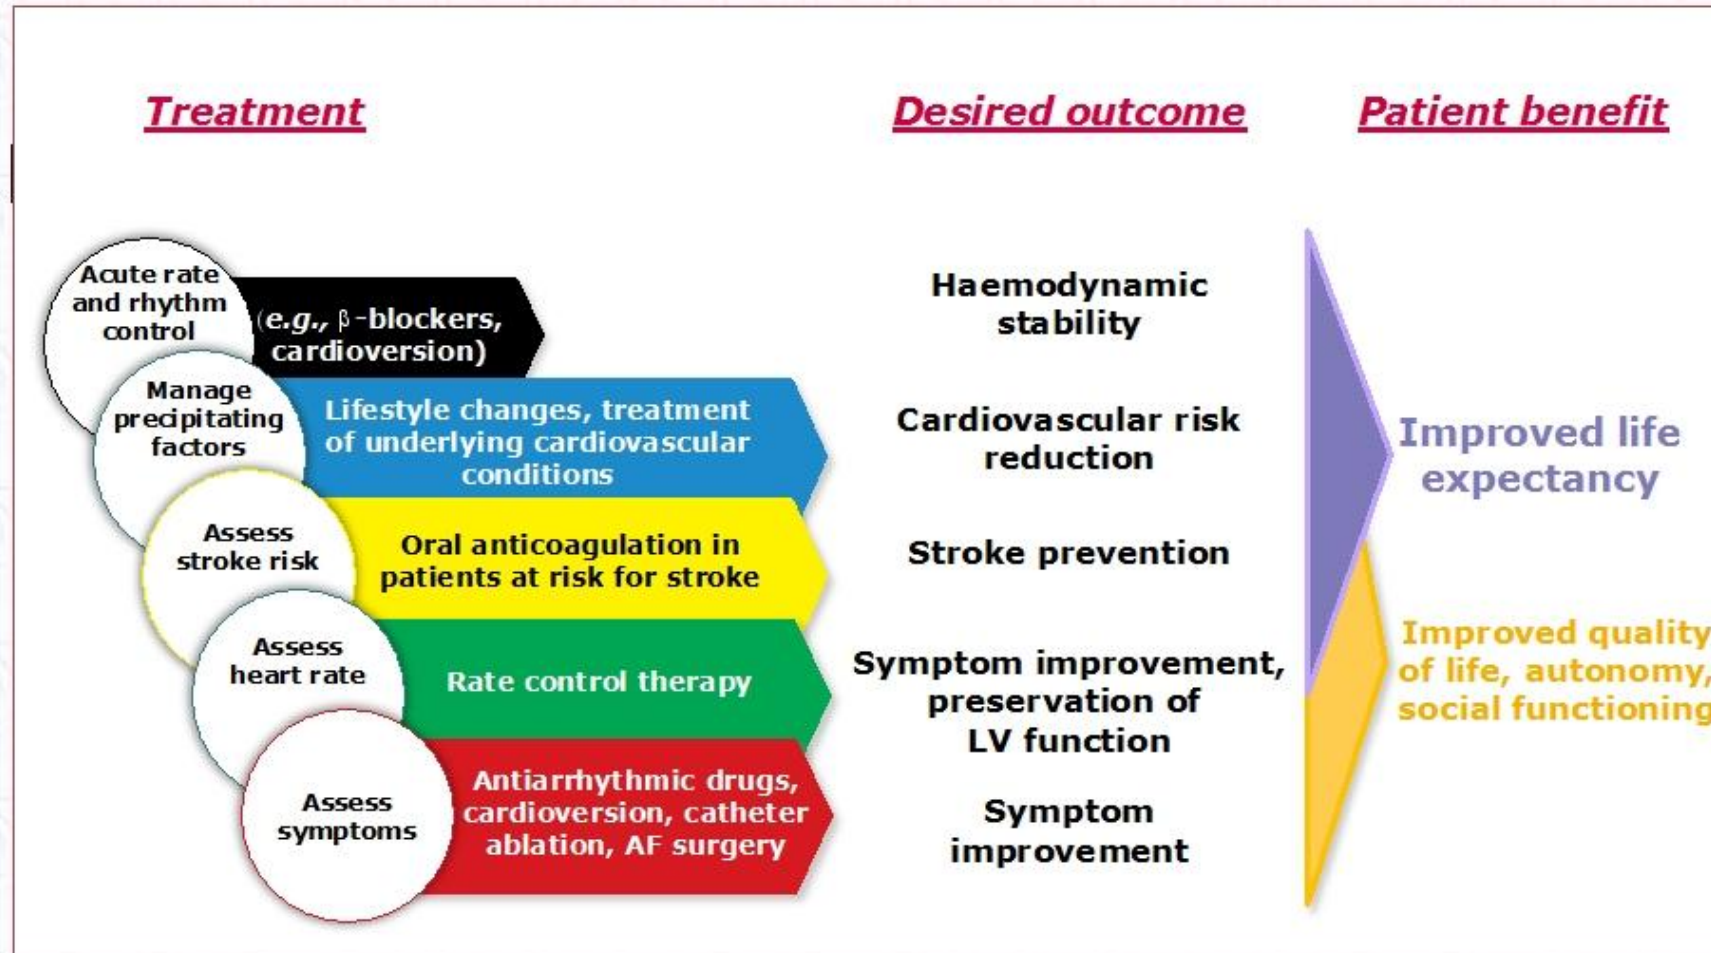 Treatment
Desired outcome
Patient benefit
Acute rate
and rhythm
control
(e.g., β-blockers,
cardioversion)
Haemodynamic
stability
Manage
precipitating
factors
Lifestyle changes, treatment
of underlying cardiovascular
conditions
Cardiovascular risk
reduction
Assess
stroke risk
Oral anticoagulation in
patients at risk for stroke
Stroke prevention
Assess
heart rate
Rate control therapy
Symptom improvement,
preservation of
LV function
Assess
symptoms
Antiarrhythmic drugs,
cardioversion, catheter
ablation, AF surgery
Symptom
improvement
Improved life
expectancy
Improved quality
of life, autonomy,
social functioning